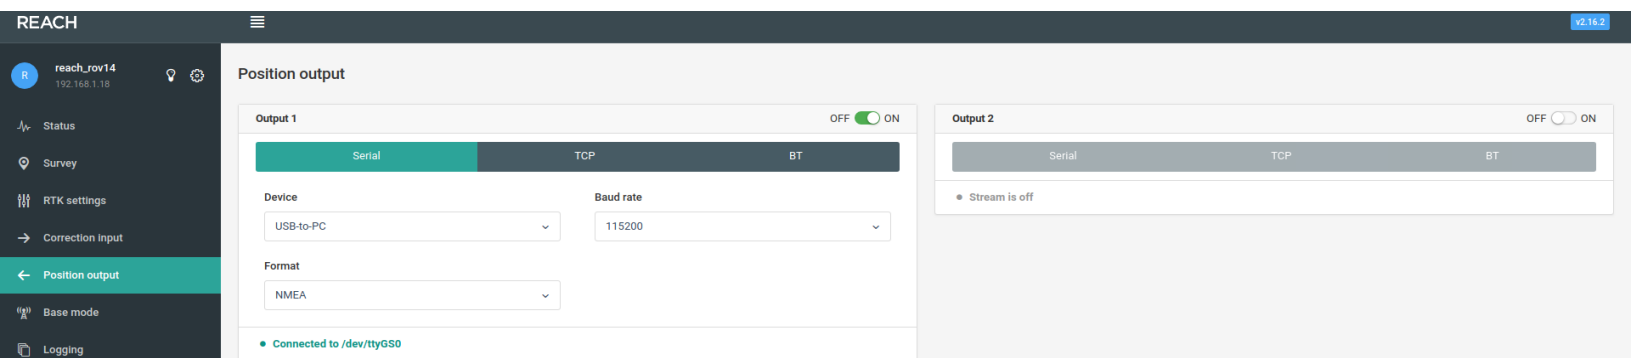 REACH
v2.16.2
R
reach_rov14
192.168.1.18
Status
Survey
RTK settings
Correction input
Position output
Base mode
Logging
Position output
Output 1
OFF ON
Serial TCP BT
Device Baud rate
USB-to-PC 115200
Format
NMEA
Connected to /dev/ttyGS0
Output 2
OFF ON
Serial TCP BT
Stream is off